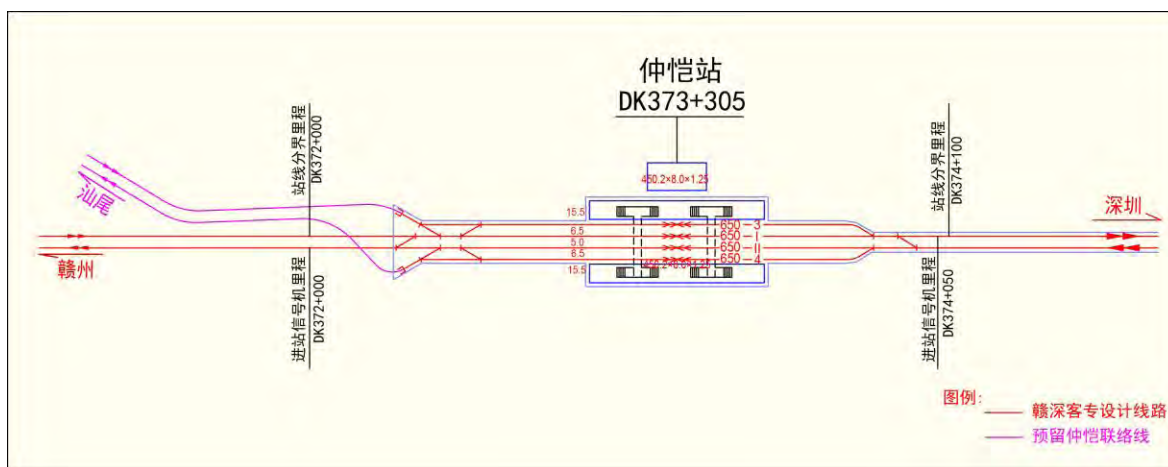 仲恺站
DK373+305
站线分界里程
DK372+000
站线分界里程
DK374+100
汕尾
深圳
赣州
450.2×8.0×1.25
15.5
6.5
5.0
6.5
15.5
650
3
650
I
650
II
650
4
进站信号机里程
DK372+000
进站信号机里程
DK374+050
图例:
赣深客专设计线路
预留仲恺联络线